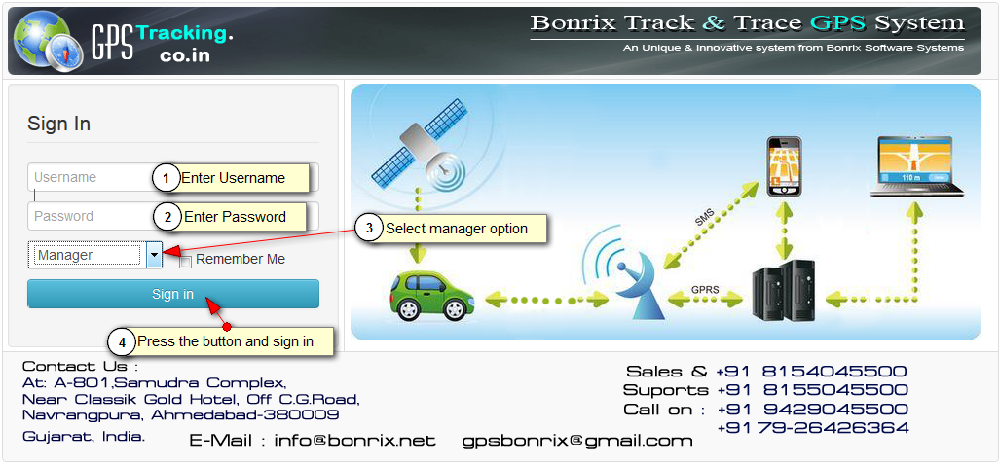 GPS Tracking.
co.in
Bonrix Track & Trace GPS System
An Unique & Innovative system from Bonrix Software Systems
Sign In
Username
1 Enter Username
Password
2 Enter Password
3 Select manager option
Manager
Remember Me
Sign in
4 Press the button and sign in
SMS
GPRS
110 m
Contact Us :
At: A-801,Samudra Complex,
Near Classik Gold Hotel, Off C.G.Road,
Navrangpura, Ahmedabad-380009
Gujarat, India.
E-Mail : info@bonrix.net gpsbonrix@gmail.com
Sales & +91 8154045500
Suports +91 8155045500
Call on : +91 9429045500
+91 79-26426364